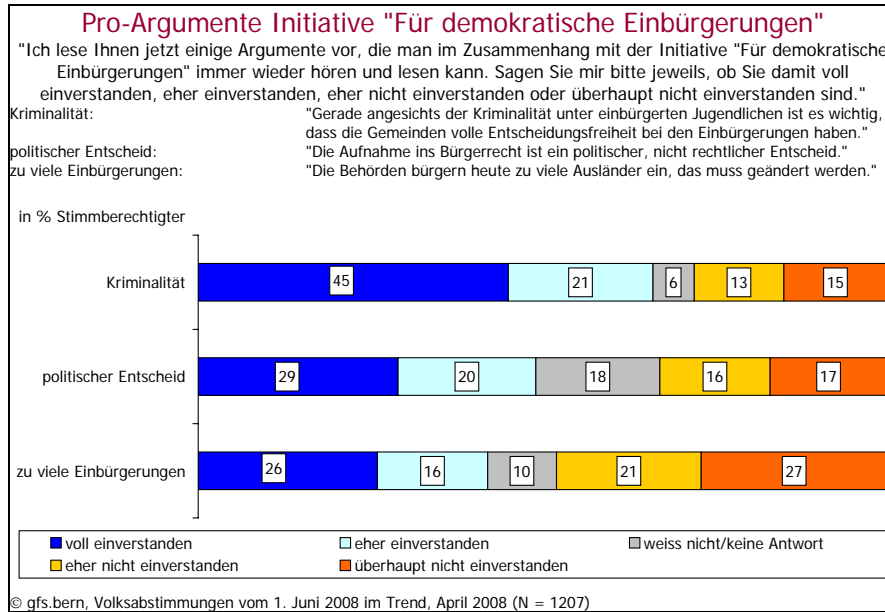 Pro-Argumente Initiative "Für demokratische Einbürgerungen"
"Ich lese Ihnen jetzt einige Argumente vor, die man im Zusammenhang mit der Initiative "Für demokratische
Einbürgerungen" immer wieder hören und lesen kann. Sagen Sie mir bitte jeweils, ob Sie damit voll
einverstanden, eher einverstanden, eher nicht einverstanden oder überhaupt nicht einverstanden sind."
Kriminalität: "Gerade angesichts der Kriminalität unter einbürgerten Jugendlichen ist es wichtig,
dass die Gemeinden volle Entscheidungsfreiheit bei den Einbürgerungen haben."
politischer Entscheid: "Die Aufnahme ins Bürgerrecht ist ein politischer, nicht rechtlicher Entscheid."
zu viele Einbürgerungen: "Die Behörden bürgern heute zu viele Ausländer ein, das muss geändert werden."
in % Stimmberechtigter
Kriminalität 45 21 6 13 15
politischer Entscheid 29 20 18 16 17
zu viele Einbürgerungen 26 16 10 21 27
voll einverstanden eher einverstanden weiss nicht/keine Antwort
eher nicht einverstanden überhaupt nicht einverstanden
© gfs.bern, Volksabstimmungen vom 1. Juni 2008 im Trend, April 2008 (N = 1207)